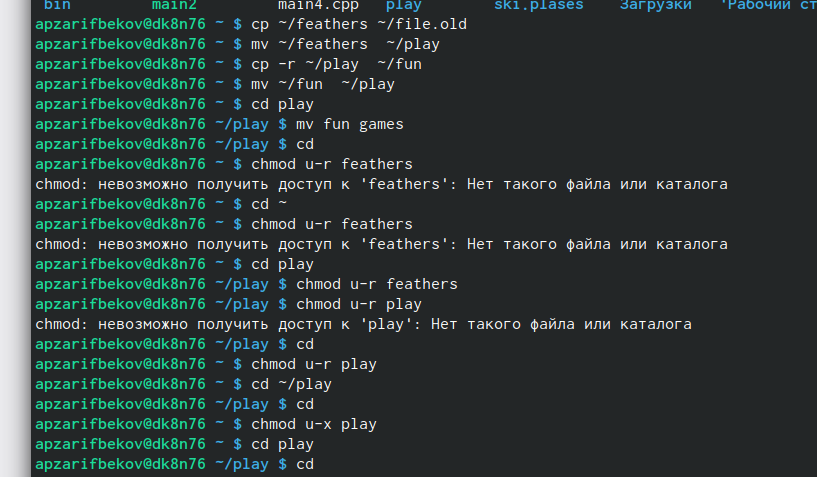 bin main2 main4.cpp play ski.plases Загрузки 'Рабочий ст
apzarifbekov@dk8n76 ~ $ cp ~/feathers ~/file.old
apzarifbekov@dk8n76 ~ $ mv ~/feathers  ~/play
apzarifbekov@dk8n76 ~ $ cp -r ~/play  ~/fun
apzarifbekov@dk8n76 ~ $ mv ~/fun  ~/play
apzarifbekov@dk8n76 ~ $ cd play
apzarifbekov@dk8n76 ~/play $ mv fun games
apzarifbekov@dk8n76 ~/play $ cd
apzarifbekov@dk8n76 ~ $ chmod u-r feathers
chmod: невозможно получить доступ к 'feathers': Нет такого файла или каталога
apzarifbekov@dk8n76 ~ $ cd ~
apzarifbekov@dk8n76 ~ $ chmod u-r feathers
chmod: невозможно получить доступ к 'feathers': Нет такого файла или каталога
apzarifbekov@dk8n76 ~ $ cd play
apzarifbekov@dk8n76 ~/play $ chmod u-r feathers
apzarifbekov@dk8n76 ~/play $ chmod u-r play
chmod: невозможно получить доступ к 'play': Нет такого файла или каталога
apzarifbekov@dk8n76 ~/play $ cd
apzarifbekov@dk8n76 ~ $ chmod u-r play
apzarifbekov@dk8n76 ~ $ cd ~/play
apzarifbekov@dk8n76 ~/play $ cd
apzarifbekov@dk8n76 ~ $ chmod u-x play
apzarifbekov@dk8n76 ~ $ cd play
apzarifbekov@dk8n76 ~/play $ cd